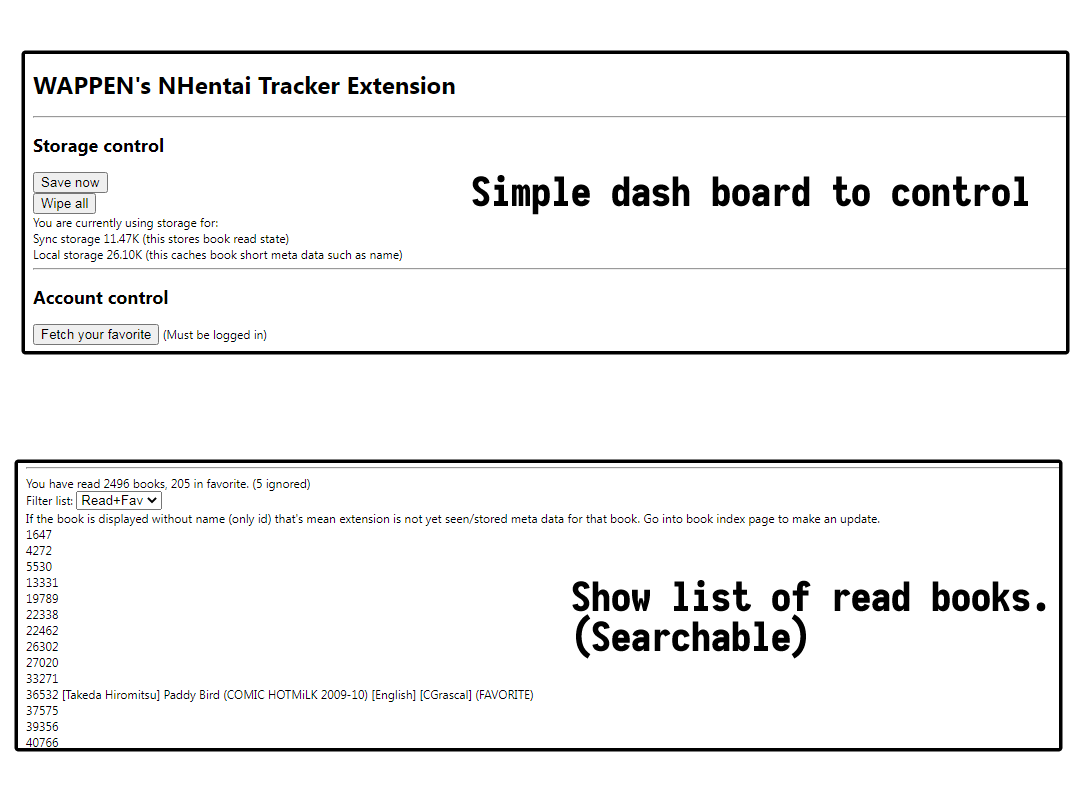 WAPPEN's NHentai Tracker Extension
Storage control
Save now
Wipe all
Simple dash board to control
You are currently using storage for:
Sync storage 11.47K (this stores book read state)
Local storage 26.10K (this caches book short meta data such as name)
Account control
Fetch your favorite (Must be logged in)
You have read 2496 books, 205 in favorite. (5 ignored)
Filter list: Read+Fav
If the book is displayed without name (only id) that's mean extension is not yet seen/stored meta data for that book. Go into book index page to make an update.
1647
4272
5530
13331
19789
22338
22462
26302
27020
33271
36532 [Takeda Hiromitsu] Paddy Bird (COMIC HOTMiLK 2009-10) [English] [CGrascal] (FAVORITE)
37575
39356
40766
Show list of read books.
(Searchable)